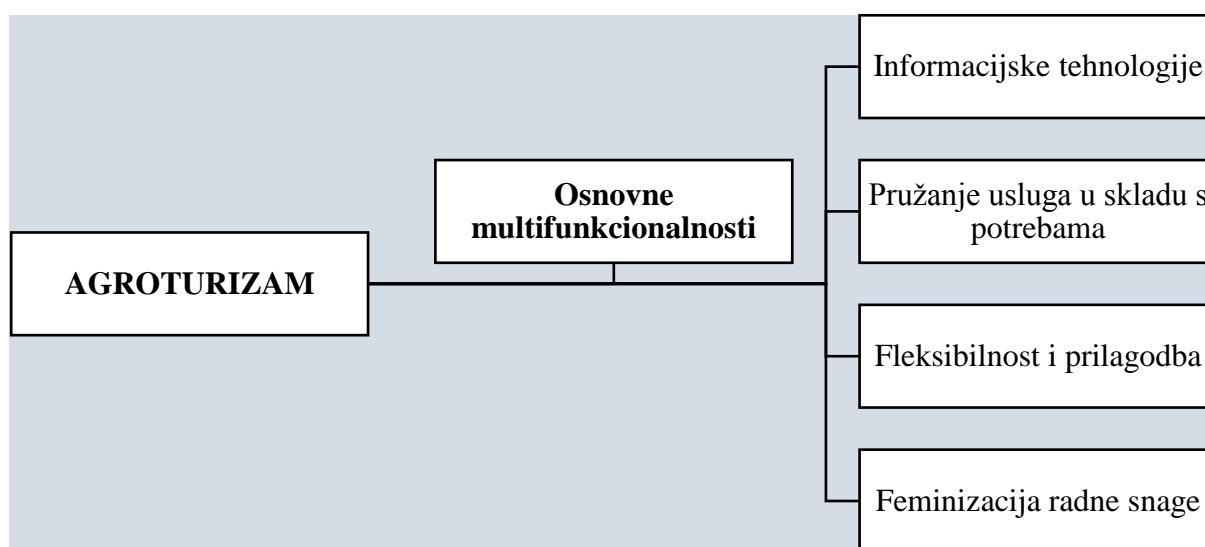 AGROTURIZAM
Osnovne
multifunkcionalnosti
Informacijske tehnologije
Pružanje usluga u skladu s
potrebama
Fleksibilnost i prilagodba
Feminizacija radne snage